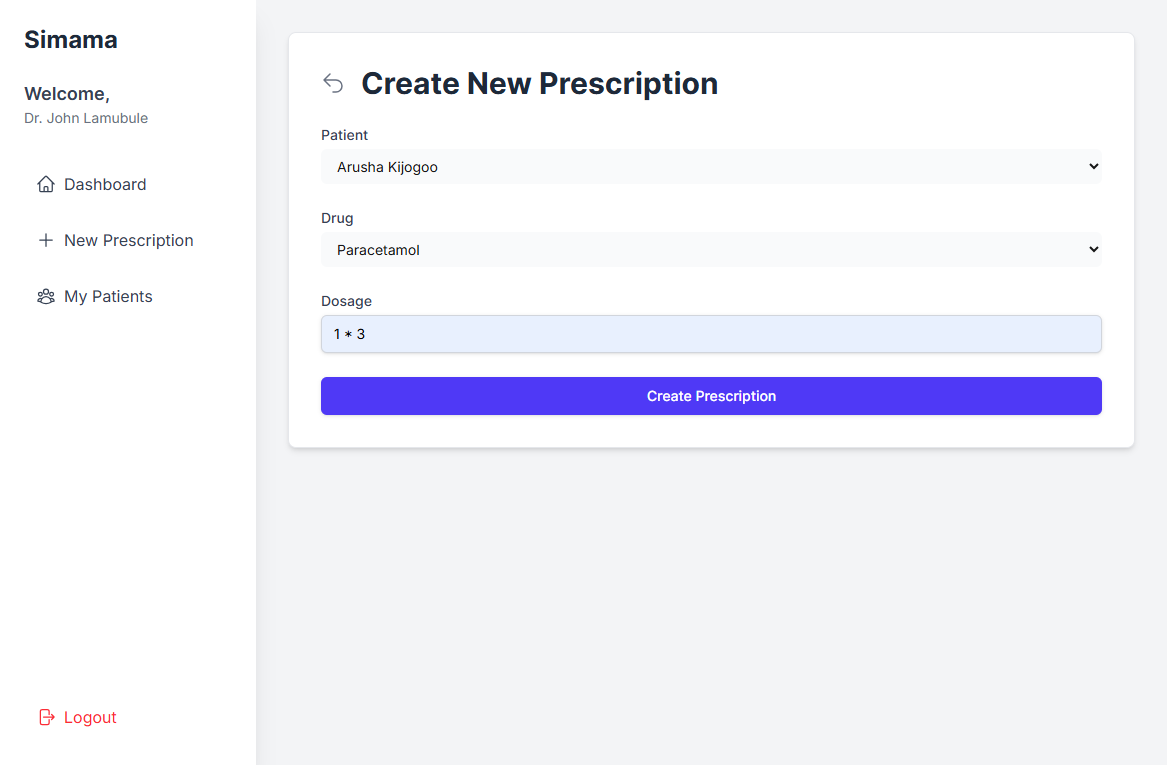 Simama
Welcome,
Dr. John Lamubule
Dashboard
New Prescription
My Patients
Logout
Create New Prescription
Patient
Arusha Kijogoo
Drug
Paracetamol
Dosage
1 * 3
Create Prescription